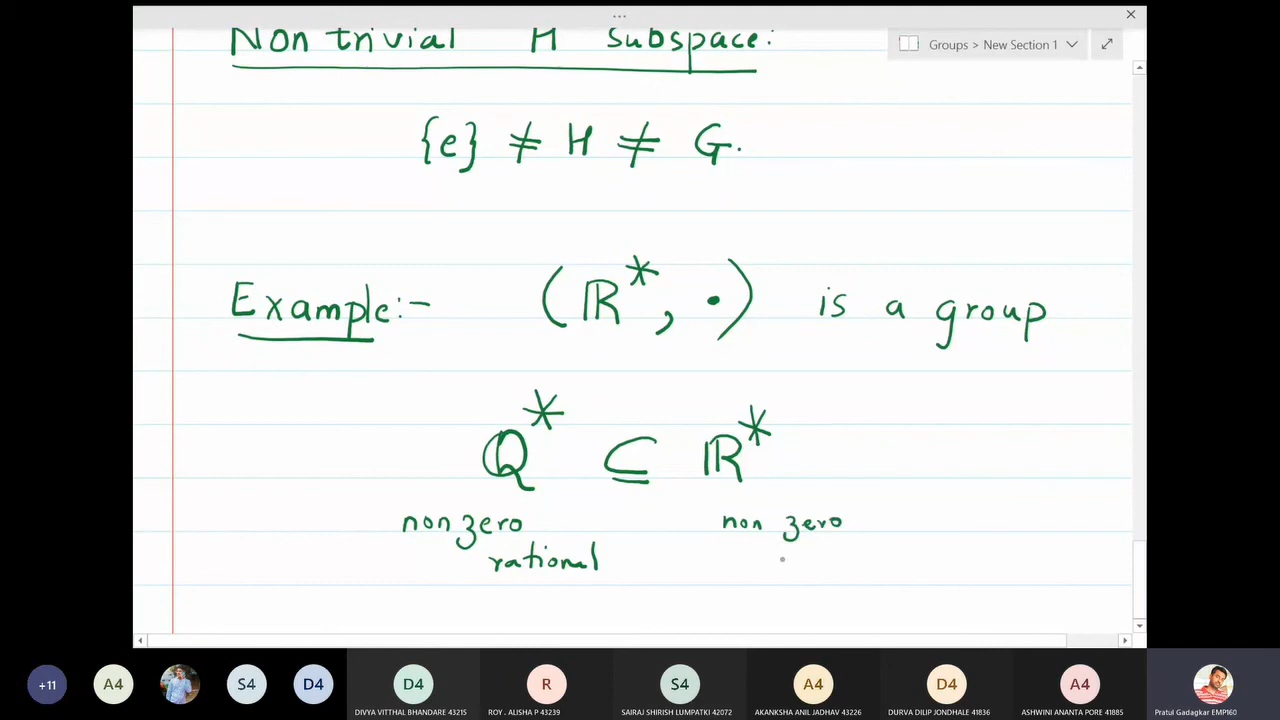 ...
Groups > New Section 1
Non trivial H subspace:
{e} ≠ H ≠ G.
Example:- (ℝ*, •) is a group
ℚ* ⊆ ℝ*
non zero non zero
rational
+11 A4 S4 D4 D4 R S4 A4 D4 A4
DIVYA VITTHAL BHANDARE 43215 ROY . ALISHA P 43239 SAIRAJ SHIRISH LUMPATKI 42072 AKANKSHA ANIL JADHAV 43226 DURVA DILIP JONDHALE 41836 ASHWINI ANANTA PORE 41885 Pratul Gadagkar EMP160